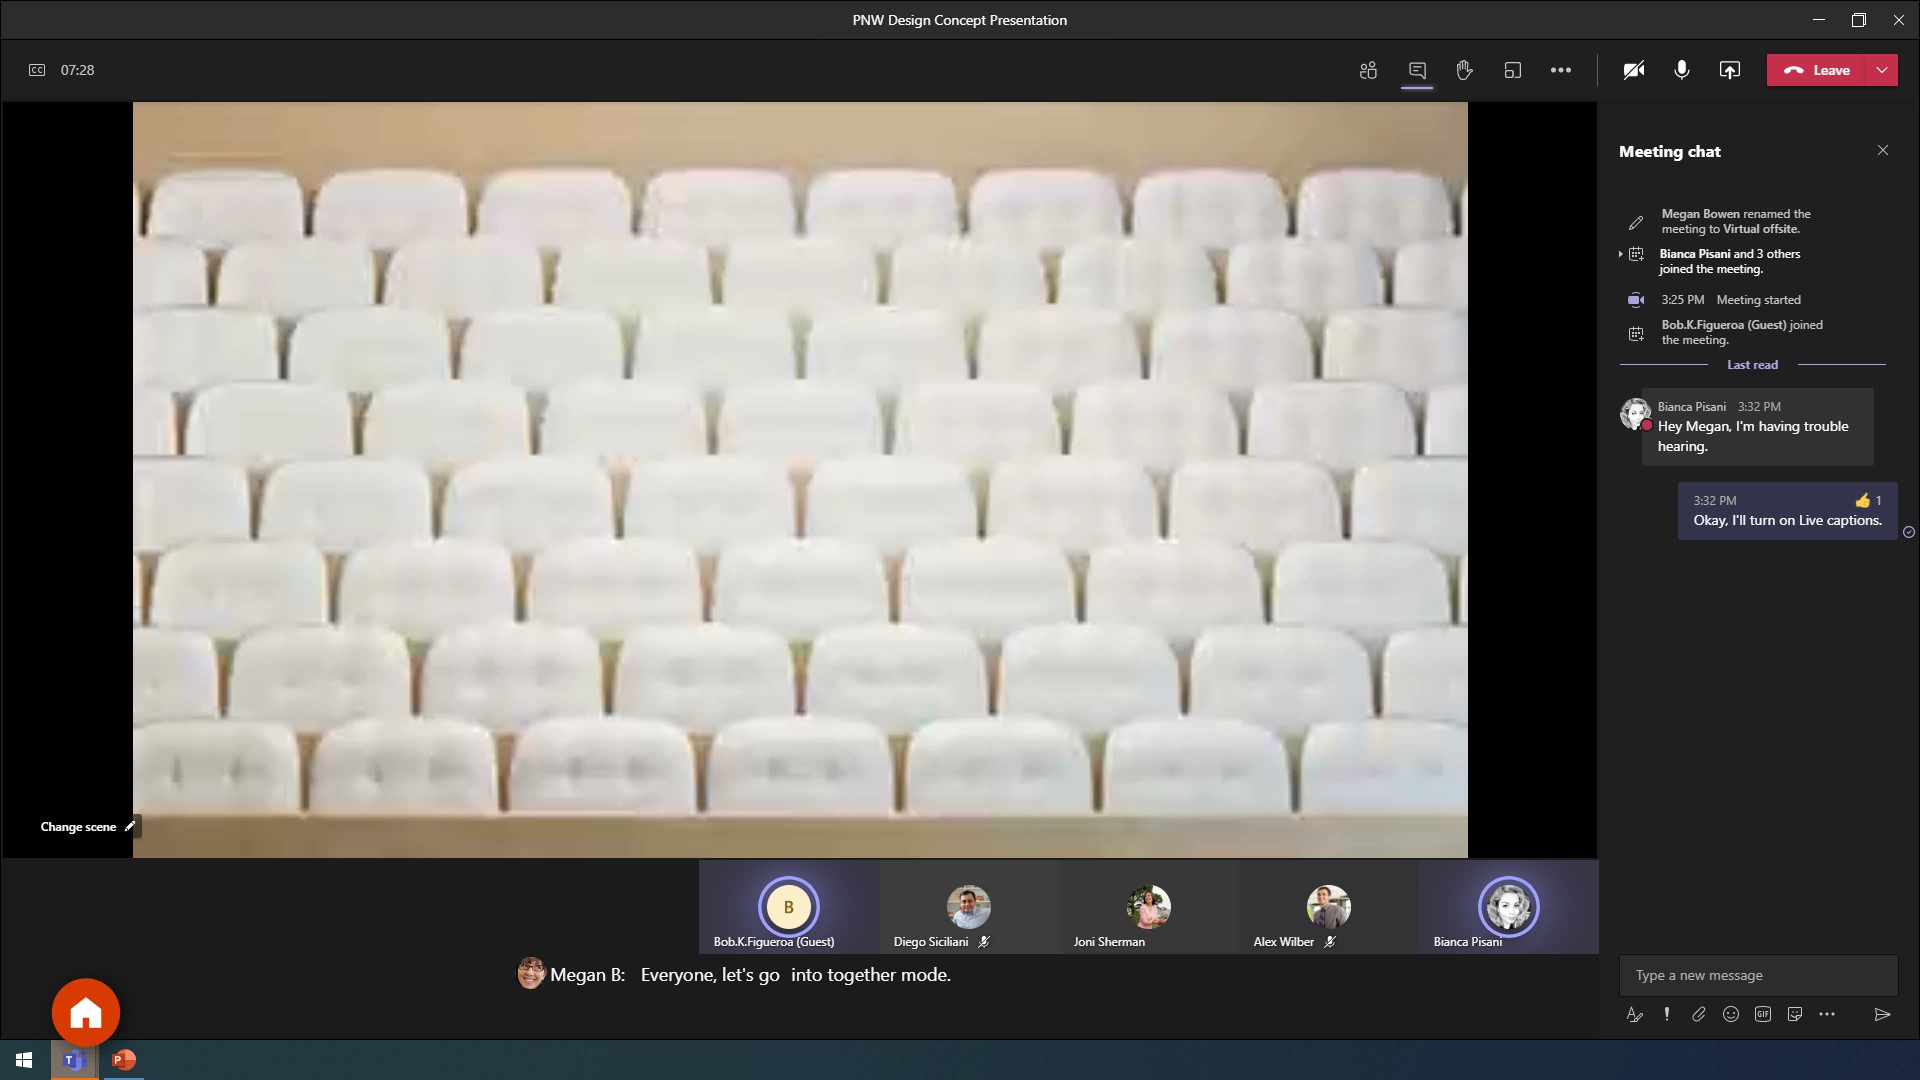 PNW Design Concept Presentation
CC 07:28
Leave
Meeting chat
Megan Bowen renamed the
meeting to Virtual offsite.
Bianca Pisani and 3 others
joined the meeting.
3:25 PM Meeting started
Bob.K.Figueroa (Guest) joined
the meeting.
Last read
Bianca Pisani 3:32 PM
Hey Megan, I'm having trouble
hearing.
3:32 PM 👍 1
Okay, I'll turn on Live captions.
Change scene
B
Bob.K.Figueroa (Guest) Diego Siciliani Joni Sherman Alex Wilber Bianca Pisani
Megan B: Everyone, let's go into together mode.
Type a new message
GIF
T P